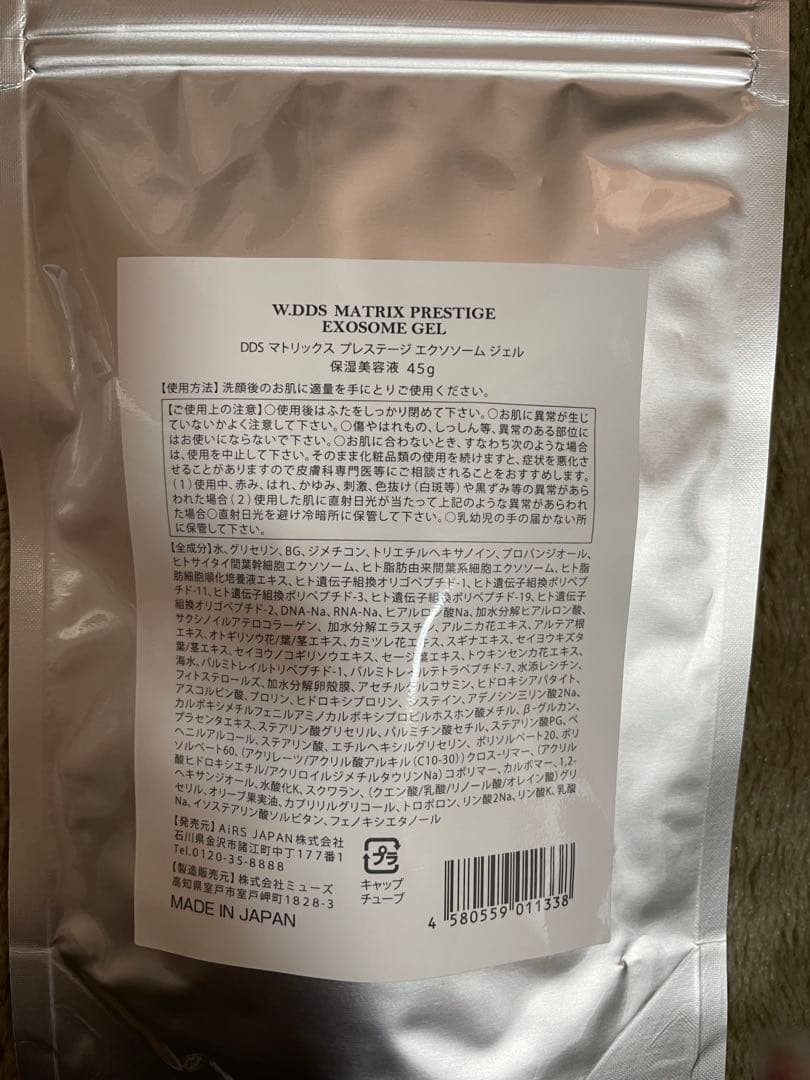 W.DDS MATRIX PRESTIGE
EXOSOME GEL
DDS マトリックス プレステージ エクソソーム ジェル
保湿美容液 45g
【使用方法】洗顔後のお肌に適量を手にとりご使用ください。
【ご使用上の注意】○使用後はふたをしっかり閉めて下さい。○お肌に異常が生じ
ていないかよく注意して下さい。○傷やはれもの、しっしん等、異常のある部位に
はお使いにならないで下さい。○お肌に合わないとき、すなわち次のような場合
は、使用を中止して下さい。そのまま化粧品類の使用を続けますと、症状を悪化さ
せることがありますので皮膚科専門医等にご相談されることをおすすめします。
(1)使用中、赤み、はれ、かゆみ、刺激、色抜け(白斑等)や黒ずみ等の異常があら
われた場合(2)使用した肌に直射日光が当たって上記のような異常があらわれ
た場合○直射日光を避け冷暗所に保管して下さい。○乳幼児の手の届かない所
に保管して下さい。
【全成分】水、グリセリン、BG、ジメチコン、トリエチルヘキサノイン、プロパンジオール、
ヒトサイタイ間葉幹細胞エクソソーム、ヒト脂肪由来間葉系細胞エクソソーム、ヒト脂
肪細胞順化培養液エキス、ヒト遺伝子組換オリゴペプチド-1、ヒト遺伝子組換ポリペプ
チド-11、ヒト遺伝子組換ポリペプチド-3、ヒト遺伝子組換ポリペプチド-19、ヒト遺伝子
組換オリゴペプチド-2、DNA-Na、RNA-Na、ヒアルロン酸Na、加水分解ヒアルロン酸、
サクシノイルアテロコラーゲン、加水分解エラスチン、アルニカ花エキス、アルテア根
エキス、オトギリソウ花/葉/茎エキス、カミツレ花エキス、スギナエキス、セイヨウキズタ
葉/茎エキス、セイヨウノコギリソウエキス、セージ葉エキス、トウキンセンカ花エキス、
海水、パルミトイルトリペプチド-1、パルミトイルテトラペプチド-7、水添レシチン、
フィトステロールズ、加水分解卵殻膜、アセチルグルコサミン、ヒドロキシアパタイト、
アスコルビン酸、プロリン、ヒドロキシプロリン、システイン、アデノシン三リン酸2Na、
カルボキシメチルフェニルアミノカルボキシプロピルホスホン酸メチル、β-グルカン、
プラセンタエキス、ステアリン酸グリセリル、パルミチン酸セチル、ステアリン酸PG、ベ
ヘニルアルコール、ステアリン酸、エチルヘキシルグリセリン、ポリソルベート20、ポリ
ソルベート60、(アクリレーツ/アクリル酸アルキル(C10-30))クロスポリマー、(アクリル
酸ヒドロキシエチル/アクリロイルジメチルタウリンNa)コポリマー、カルボマー、1,2-
ヘキサンジオール、水酸化K、スクワラン、(クエン酸/乳酸/リノール酸/オレイン酸)グリ
セリル、オリーブ果実油、カプリリルグリコール、トロポロン、リン酸2Na、リン酸K、乳酸
Na、イソステアリン酸ソルビタン、フェノキシエタノール
【発売元】AiRS JAPAN株式会社
石川県金沢市諸江町中丁177番1
Tel.0120-35-8888
【製造販売元】株式会社ミューズ
高知県室戸市室戸岬町1828-3
MADE IN JAPAN
プラ
キャップ
チューブ
4 580559 011338